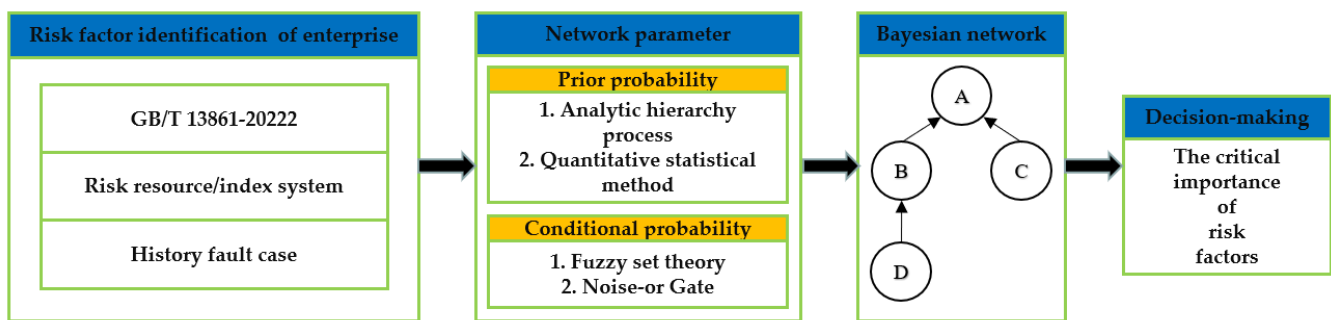 Risk factor identification of enterprise
GB/T 13861-20222
Risk resource/index system
History fault case
Network parameter
Prior probability
1. Analytic hierarchy
process
2. Quantitative statistical
method
Conditional probability
1. Fuzzy set theory
2. Noise-or Gate
Bayesian network
A
B
C
D
Decision-making
The critical
importance
of
risk
factors